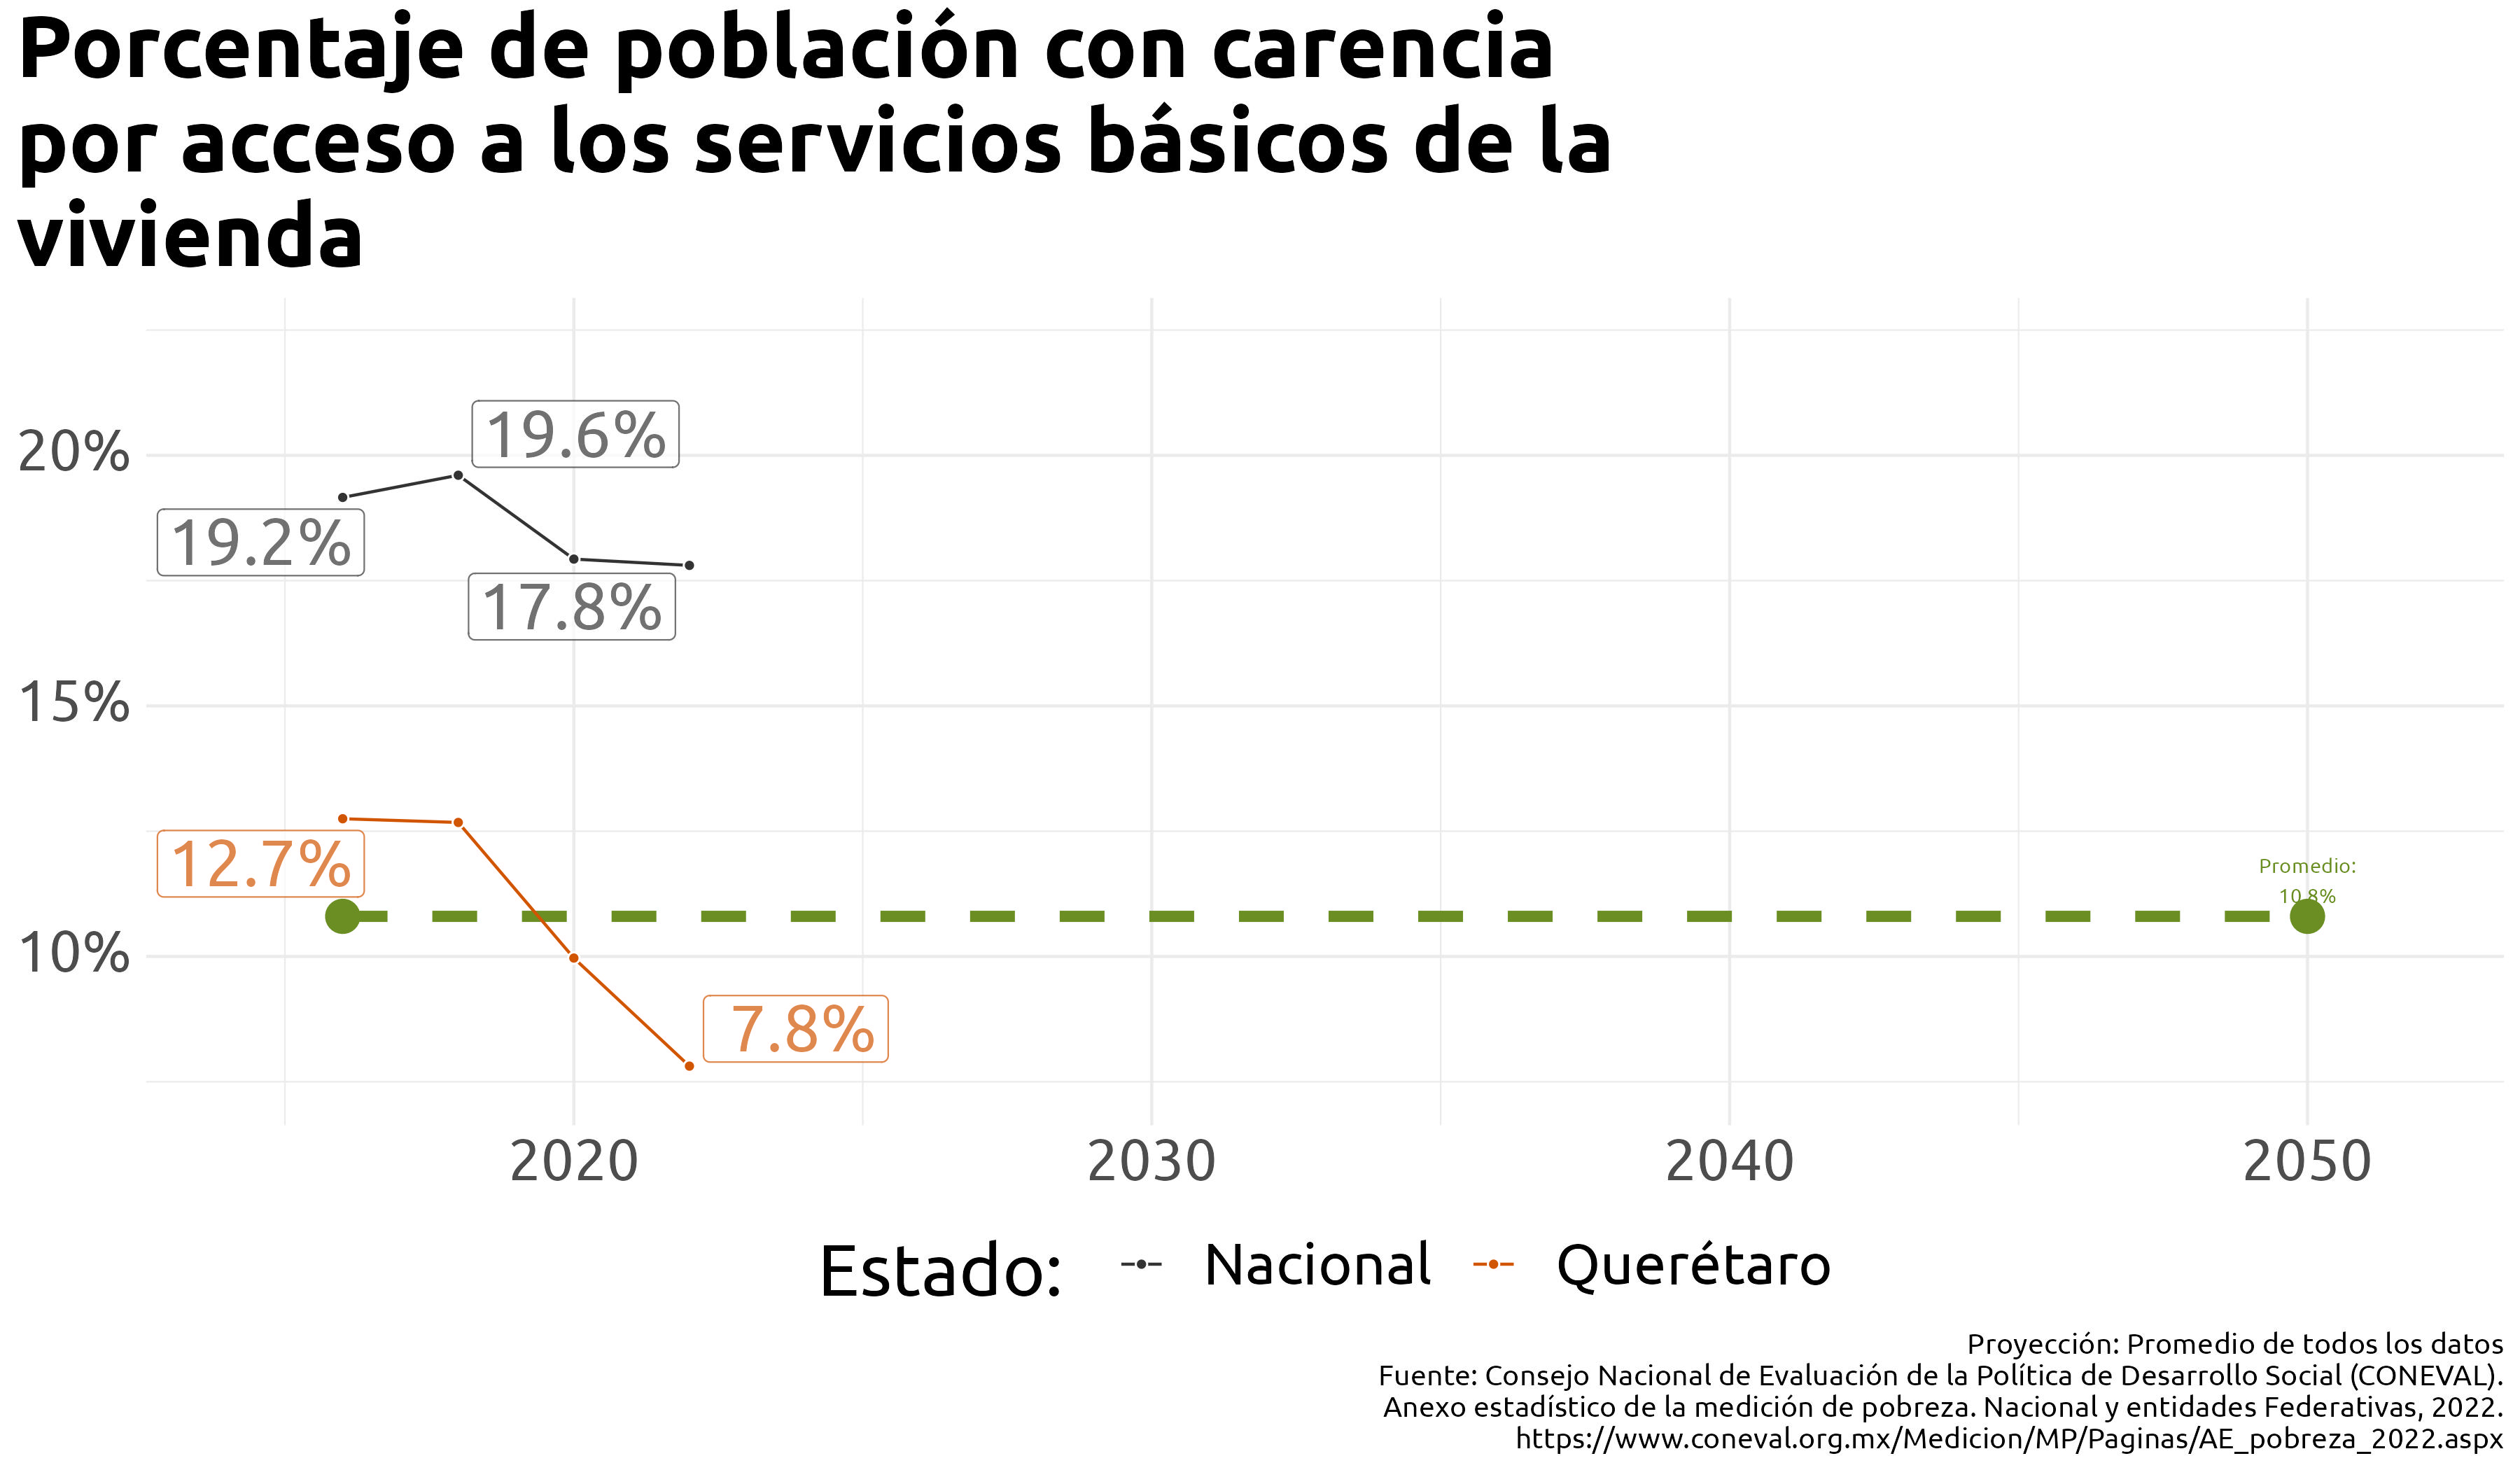 Porcentaje de población con carencia
por acceso a los servicios básicos de la
vivienda
20%
15%
10%
19.6%
19.2%
17.8%
12.7%
7.8%
Promedio:
10.8%
2020
2030
2040
2050
Estado:
Nacional
Querétaro
Proyección: Promedio de todos los datos
Fuente: Consejo Nacional de Evaluación de la Política de Desarrollo Social (CONEVAL).
Anexo estadístico de la medición de pobreza. Nacional y entidades Federativas, 2022.
https://www.coneval.org.mx/Medicion/MP/Paginas/AE_pobreza_2022.aspx